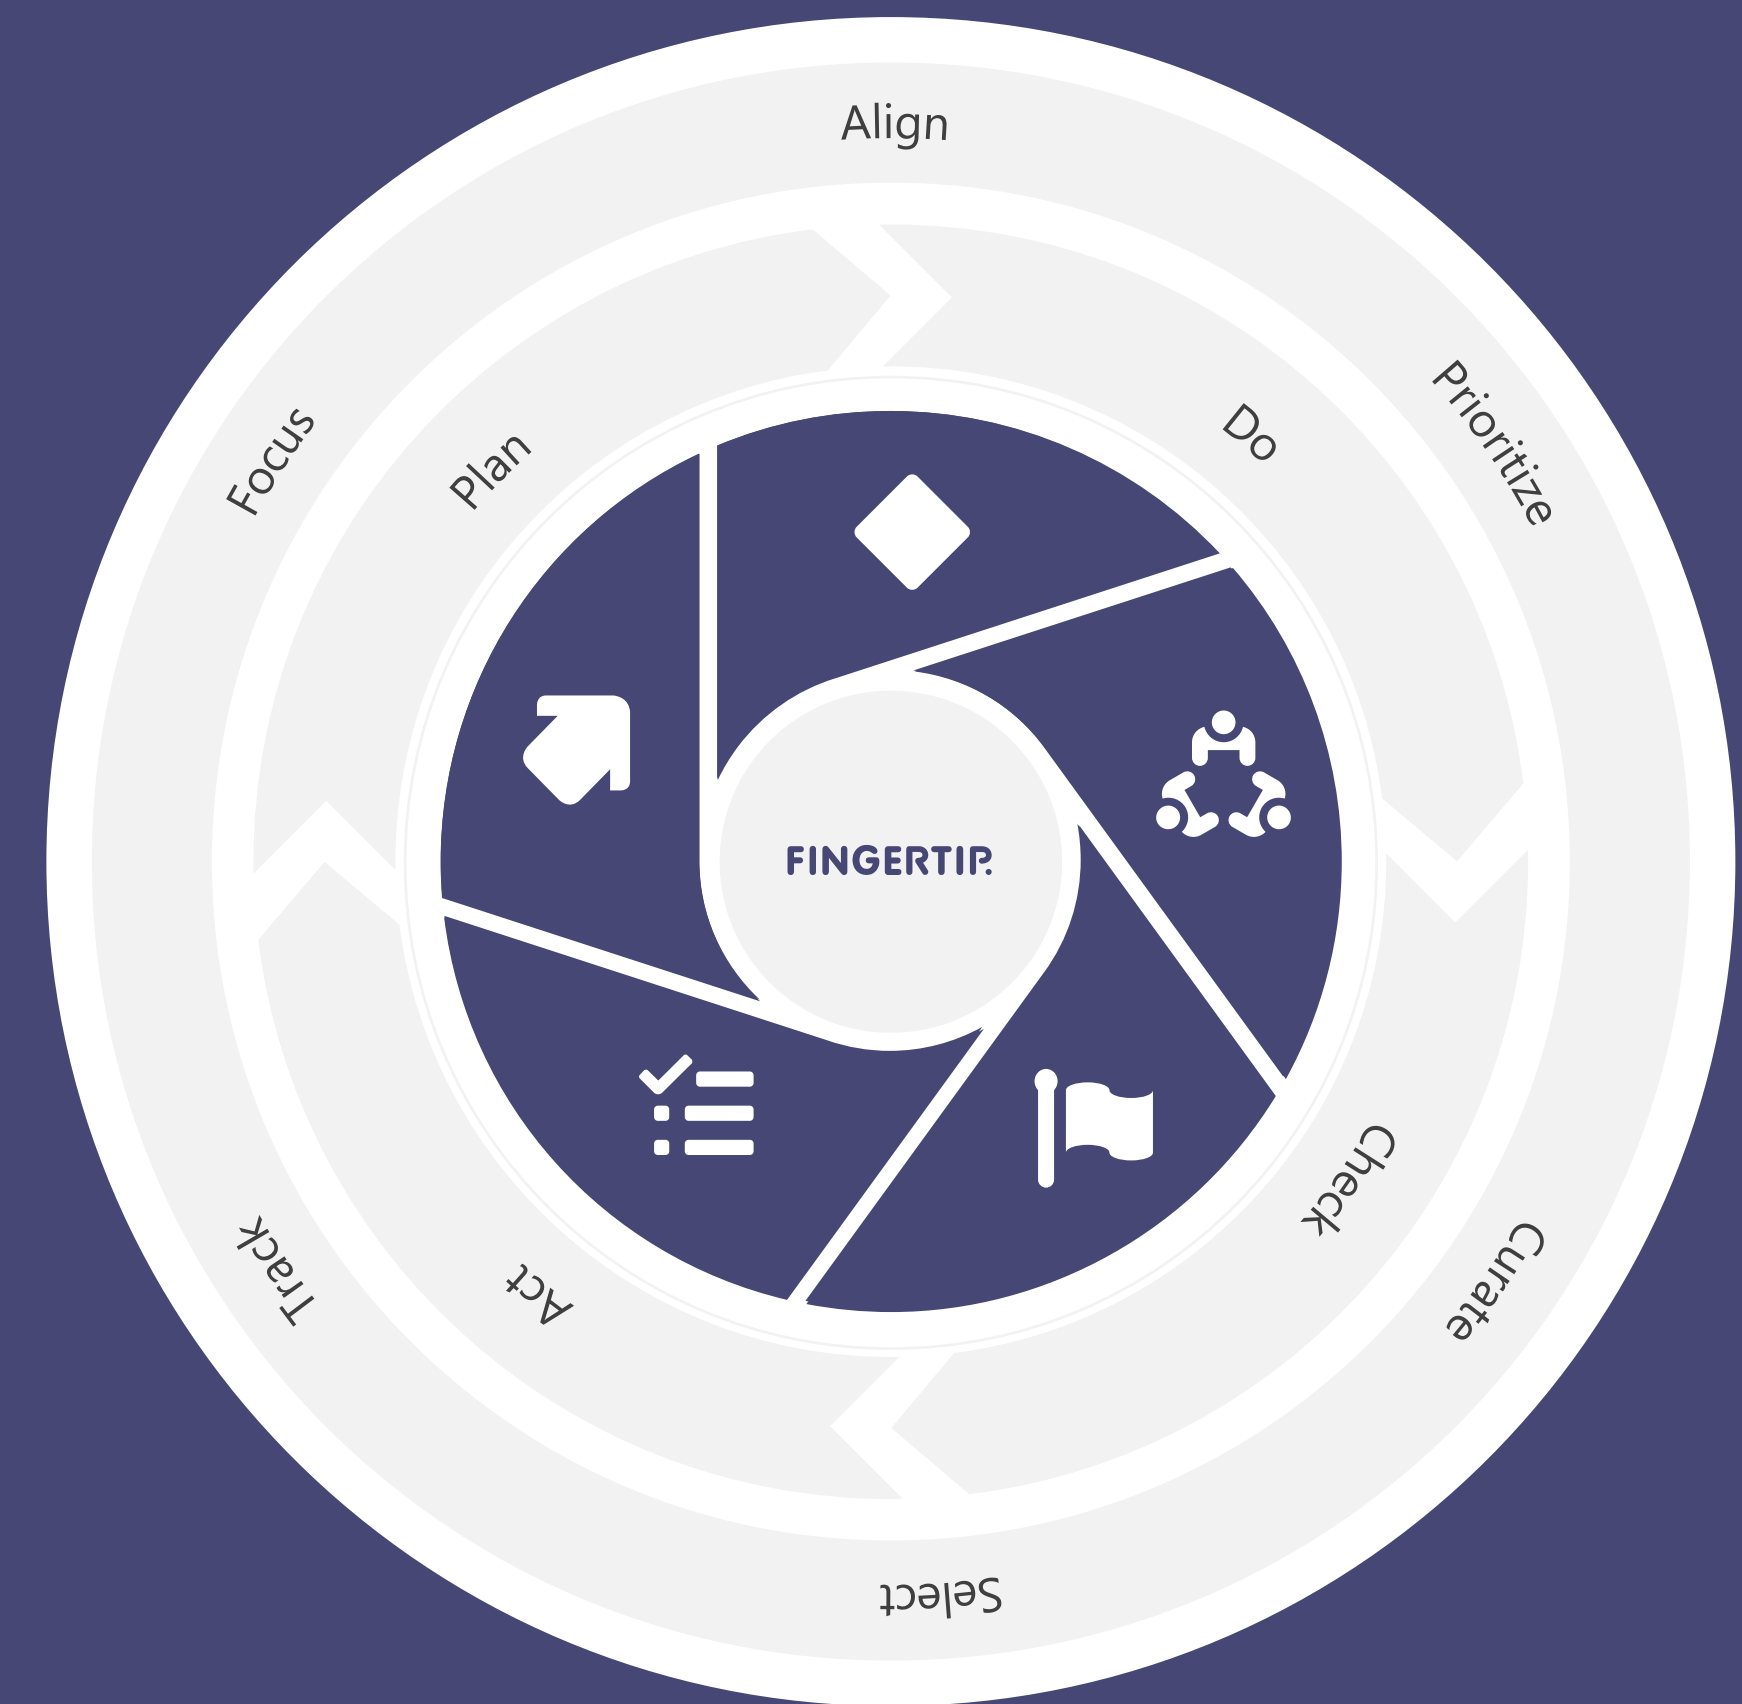 Align
Prioritize
Curate
Select
Track
Focus
Plan
Do
Check
Act
FINGERTIP.